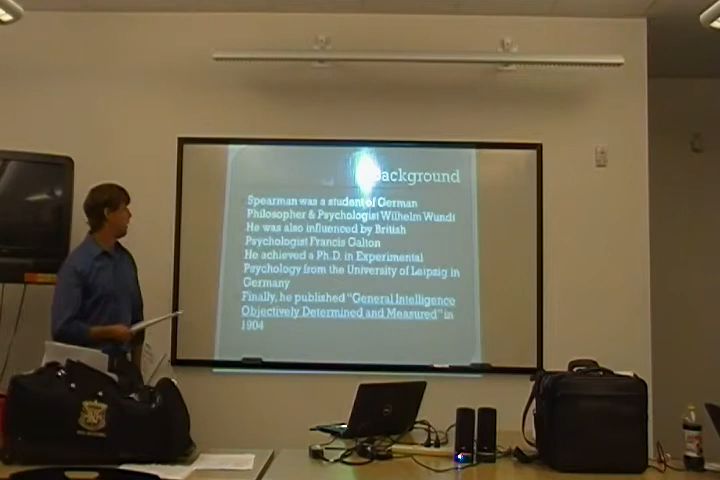 Background
Spearman was a student of German
Philosopher & Psychologist Wilhelm Wundt
He was also influenced by British
Psychologist Francis Galton
He achieved a Ph.D. in Experimental
Psychology from the University of Leipzig in
Germany
Finally, he published "General Intelligence
Objectively Determined and Measured" in
1904